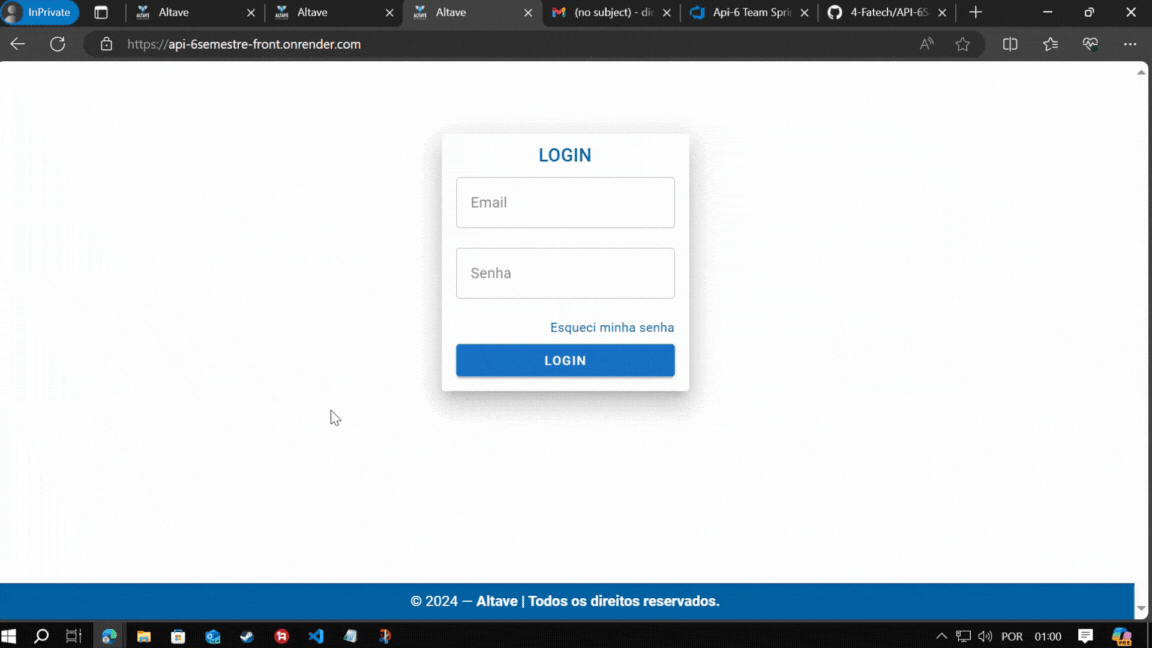 InPrivate
Altave
Altave
Altave
(no subject) - dic
Api-6 Team Spri
4-Fatech/API-6S
https://api-6semestre-front.onrender.com
LOGIN
Email
Senha
Esqueci minha senha
LOGIN
© 2024 — Altave | Todos os direitos reservados.
POR
01:00